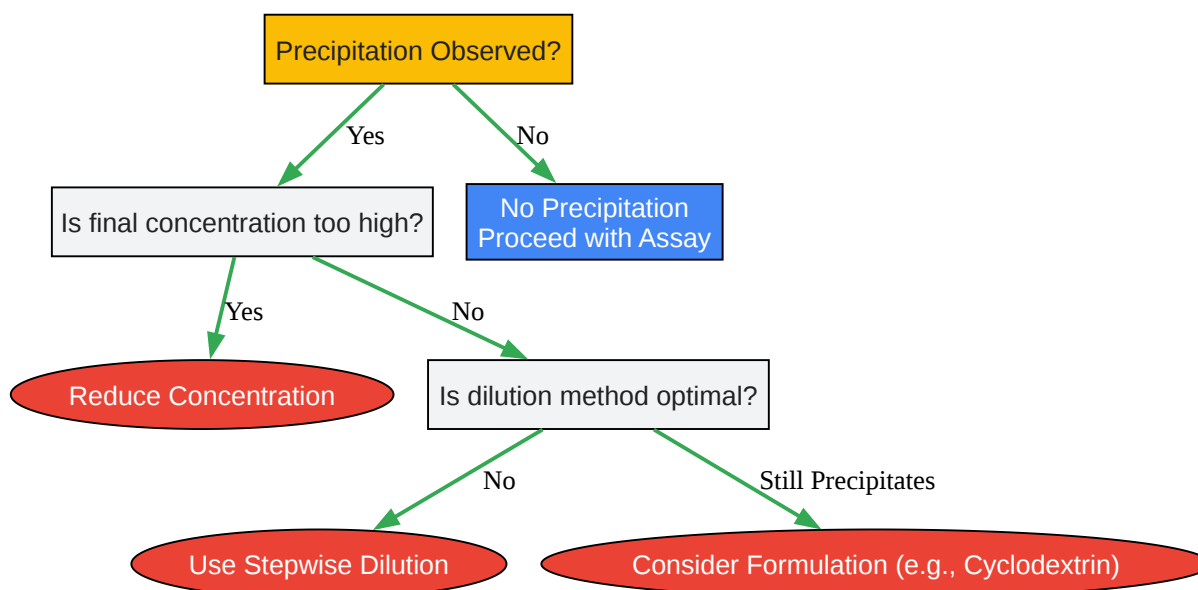 Precipitation Observed?
Yes
No
Is final concentration too high?
No Precipitation
Proceed with Assay
Yes
No
Reduce Concentration
Is dilution method optimal?
No
Still Precipitates
Use Stepwise Dilution
Consider Formulation (e.g., Cyclodextrin)